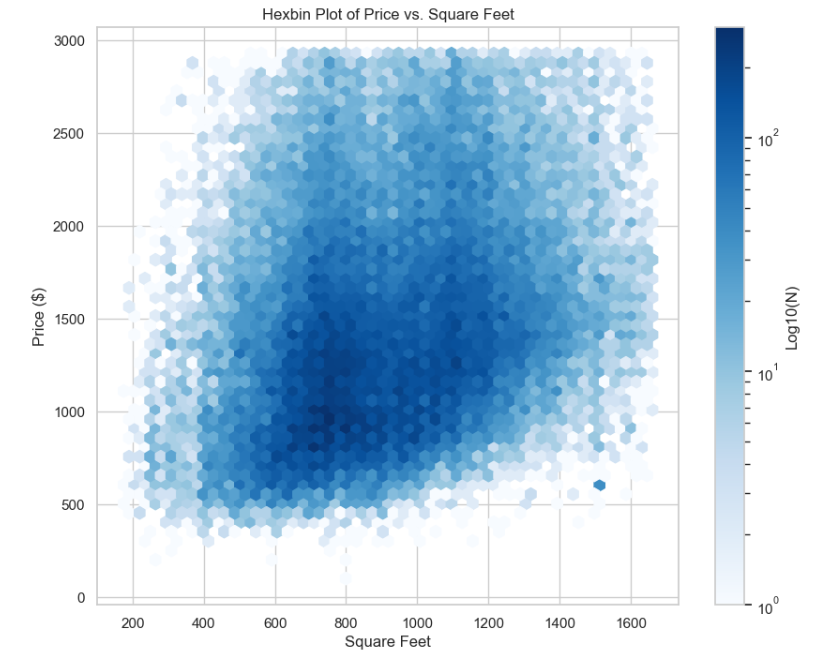 Hexbin Plot of Price vs. Square Feet
3000
2500
2000
1500
1000
500
0
Price ($)
200 400 600 800 1000 1200 1400 1600
Square Feet
10²
10¹
10⁰
Log10(N)